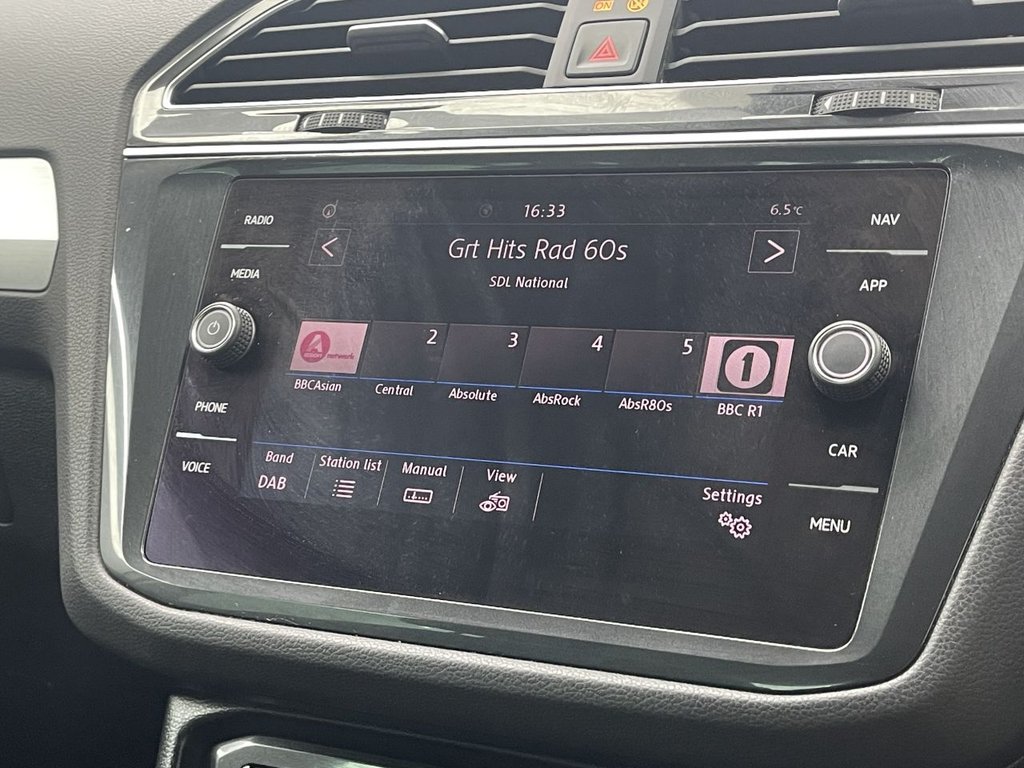 ON
16:33
6.5°C
RADIO
NAV
Grt Hits Rad 60s
MEDIA
SDL National
APP
2
3
4
5
1
network
BBCAsian
Central
Absolute
AbsRock
AbsR80s
BBC R1
PHONE
VOICE
CAR
MENU
Band
Station list
Manual
View
Settings
DAB